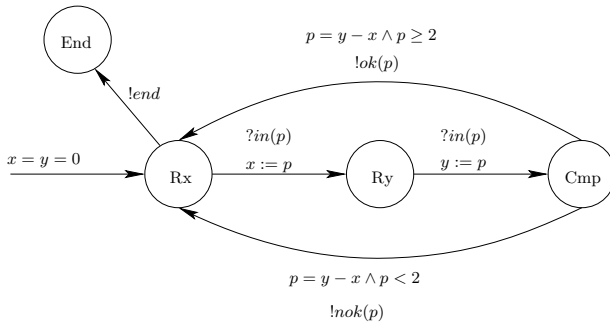 End
p = y − x ∧ p ≥ 2
!ok(p)
!end
?in(p)
x := p
?in(p)
y := p
x = y = 0
Rx
Ry
Cmp
p = y − x ∧ p < 2
!nok(p)